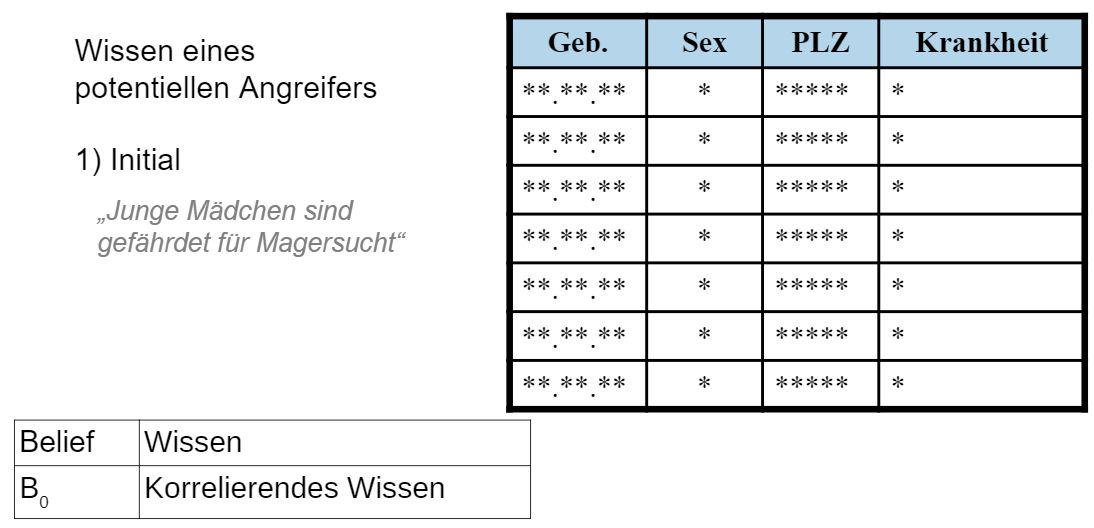 Wissen eines
potentiellen Angreifers
1) Initial
„Junge Mädchen sind
gefährdet für Magersucht“
Geb. Sex PLZ Krankheit
**.**.** * ***** *
**.**.** * ***** *
**.**.** * ***** *
**.**.** * ***** *
**.**.** * ***** *
**.**.** * ***** *
**.**.** * ***** *
Belief Wissen
B0 Korrelierendes Wissen